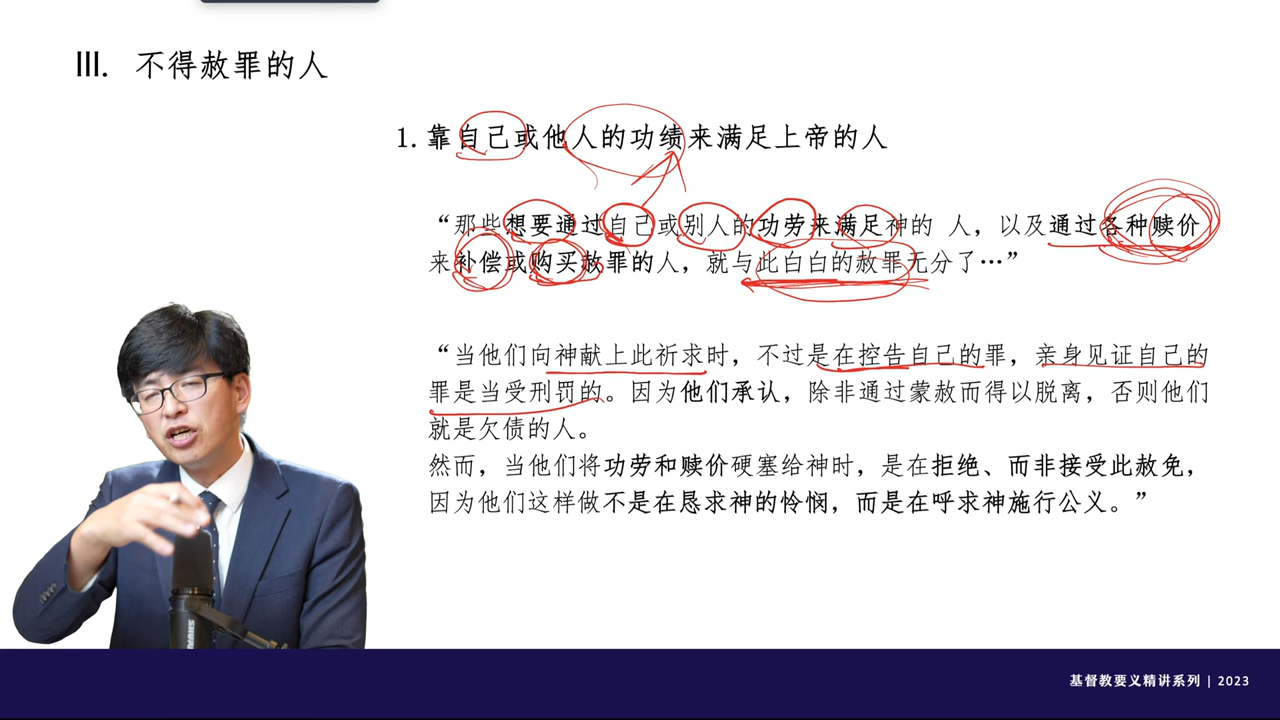 III. 不得赦罪的人
1. 靠自己或他人的功绩来满足上帝的人
“那些想要通过自己或别人的功劳来满足神的 人，以及通过各种赎价
来补偿或购买赦罪的人，就与此白白的赦罪无分了…”
“当他们向神献上此祈求时，不过是在控告自己的罪，亲身见证自己的
罪是当受刑罚的。因为他们承认，除非通过蒙赦而得以脱离，否则他们
就是欠债的人。
然而，当他们将功劳和赎价硬塞给神时，是在拒绝、而非接受此赦免，
因为他们这样做不是在恳求神的怜悯，而是在呼求神施行公义。”
SHURE
基督教要义精讲系列 | 2023